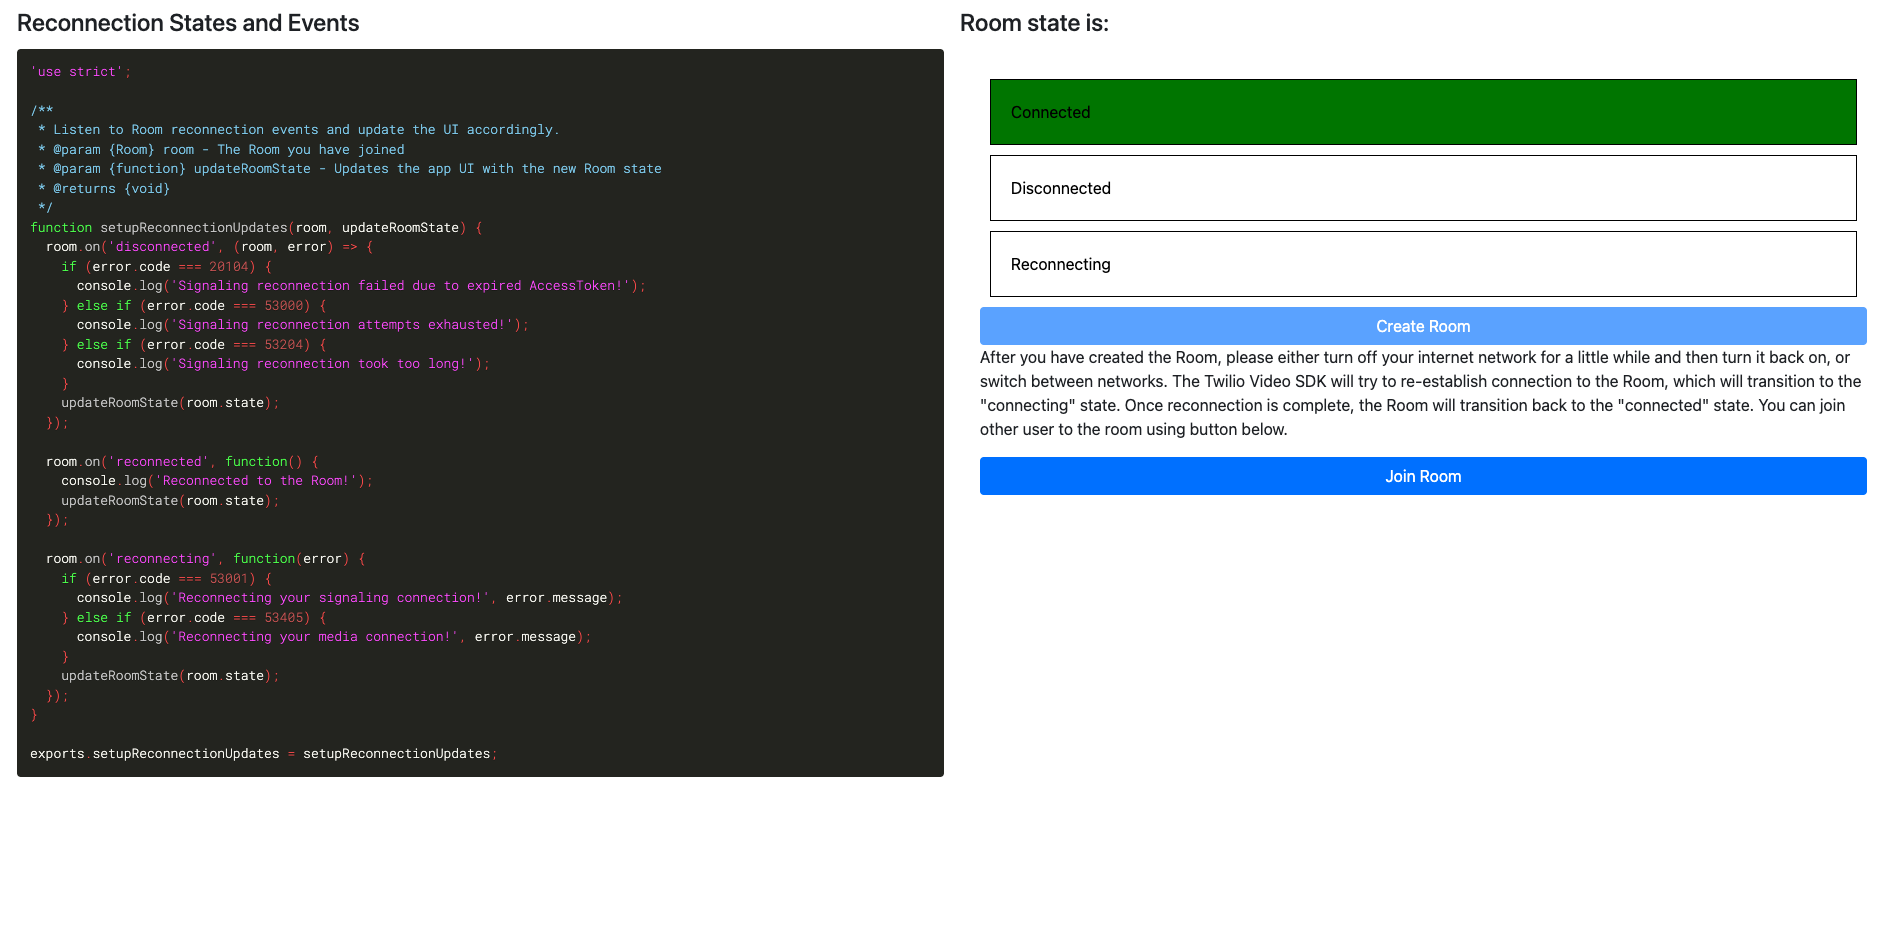 Reconnection States and Events
'use strict';
/**
 * Listen to Room reconnection events and update the UI accordingly.
 * @param {Room} room - The Room you have joined
 * @param {function} updateRoomState - Updates the app UI with the new Room state
 * @returns {void}
 */
function setupReconnectionUpdates(room, updateRoomState) {
  room.on('disconnected', (room, error) => {
    if (error.code === 20104) {
      console.log('Signaling reconnection failed due to expired AccessToken!');
    } else if (error.code === 53000) {
      console.log('Signaling reconnection attempts exhausted!');
    } else if (error.code === 53204) {
      console.log('Signaling reconnection took too long!');
    }
    updateRoomState(room.state);
  });
  room.on('reconnected', function() {
    console.log('Reconnected to the Room!');
    updateRoomState(room.state);
  });
  room.on('reconnecting', function(error) {
    if (error.code === 53001) {
      console.log('Reconnecting your signaling connection!', error.message);
    } else if (error.code === 53405) {
      console.log('Reconnecting your media connection!', error.message);
    }
    updateRoomState(room.state);
  });
}
exports.setupReconnectionUpdates = setupReconnectionUpdates;
Room state is:
Connected
Disconnected
Reconnecting
Create Room
After you have created the Room, please either turn off your internet network for a little while and then turn it back on, or
switch between networks. The Twilio Video SDK will try to re-establish connection to the Room, which will transition to the
"connecting" state. Once reconnection is complete, the Room will transition back to the "connected" state. You can join
other user to the room using button below.
Join Room